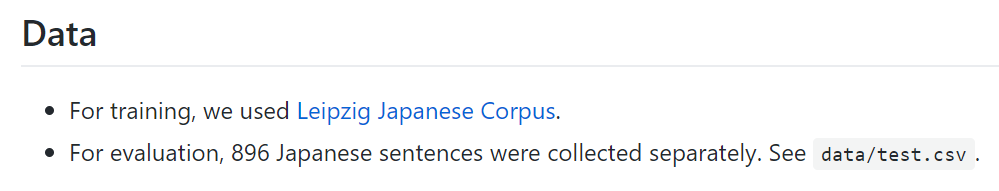 Data
For training, we used Leipzig Japanese Corpus.
For evaluation, 896 Japanese sentences were collected separately. See data/test.csv.